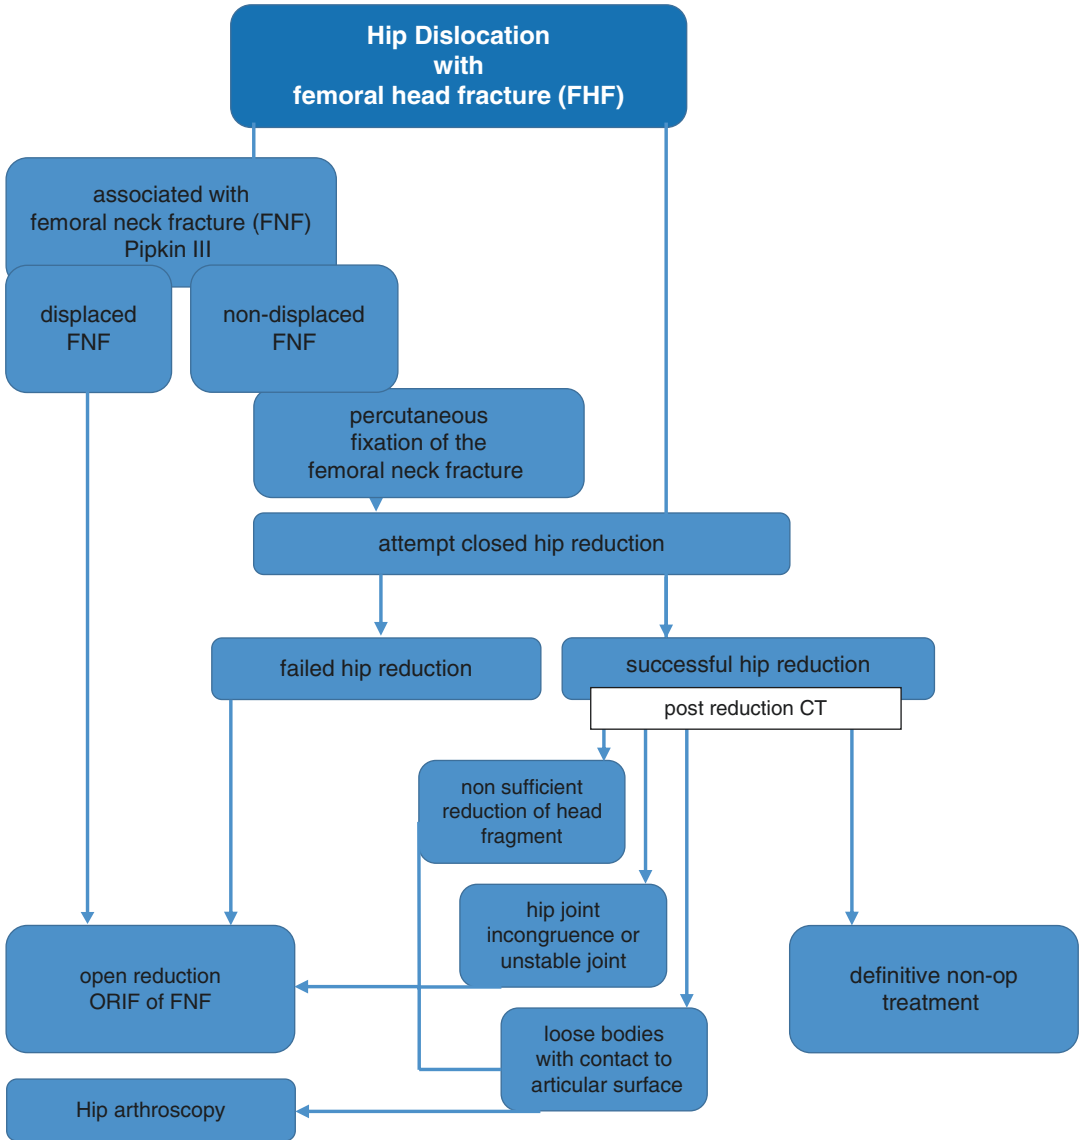 Hip Dislocation
with
femoral head fracture (FHF)
associated with
femoral neck fracture (FNF)
Pipkin III
displaced
FNF
non-displaced
FNF
percutaneous
fixation of the
femoral neck fracture
attempt closed hip reduction
failed hip reduction
successful hip reduction
post reduction CT
non sufficient
reduction of head
fragment
hip joint
incongruence or
unstable joint
open reduction
ORIF of FNF
definitive non-op
treatment
loose bodies
with contact to
articular surface
Hip arthroscopy